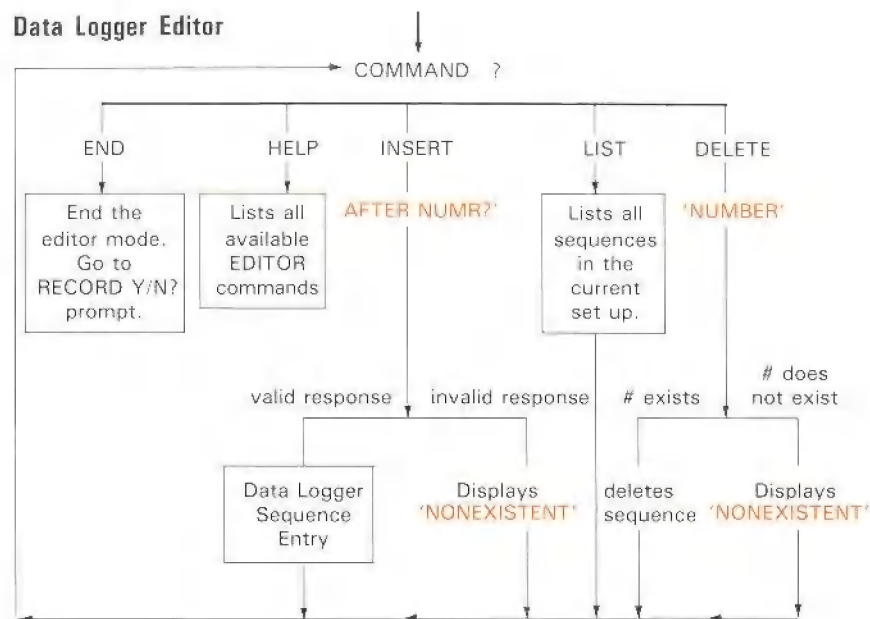 Data Logger Editor
COMMAND ?
END
HELP
INSERT
LIST
DELETE
End the
editor mode.
Go to
RECORD Y/N?
prompt.
Lists all
available
EDITOR
commands
AFTER NUMR?'
Lists all
sequences
in the
current
set up.
'NUMBER'
valid response
invalid response
# exists
# does
not exist
Data Logger
Sequence
Entry
Displays
'NONEXISTENT'
deletes
sequence
Displays
'NONEXISTENT'